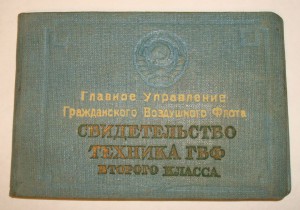 Главное Управление
Гражданского Воздушного Флота
СВИДЕТЕЛЬСТВО
ТЕХНИКА ГВФ
ВТОРОГО КЛАССА